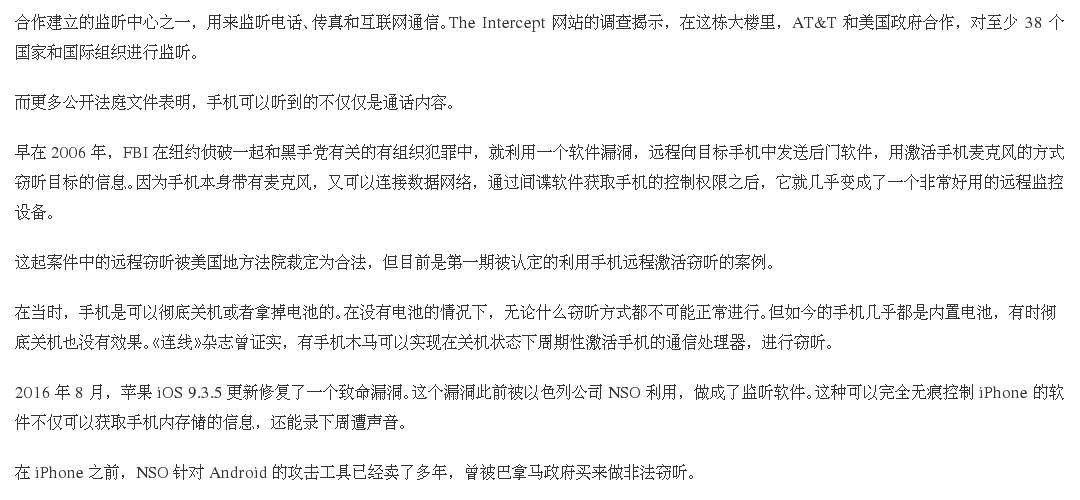 合作建立的监听中心之一，用来监听电话、传真和互联网通信。The Intercept 网站的调查揭示，在这栋大楼里，AT&T 和美国政府合作，对至少 38 个
国家和国际组织进行监听。
而更多公开法庭文件表明，手机可以听到的不仅仅是通话内容。
早在 2006 年，FBI 在纽约侦破一起和黑手党有关的有组织犯罪中，就利用一个软件漏洞，远程向目标手机中发送后门软件，用激活手机麦克风的方式
窃听目标的信息。因为手机本身带有麦克风，又可以连接数据网络，通过间谍软件获取手机的控制权限之后，它就几乎变成了一个非常好用的远程监控
设备。
这起案件中的远程窃听被美国地方法院裁定为合法，但目前是第一期被认定的利用手机远程激活窃听的案例。
在当时，手机是可以彻底关机或者拿掉电池的。在没有电池的情况下，无论什么窃听方式都不可能正常进行。但如今的手机几乎都是内置电池，有时彻
底关机也没有效果。《连线》杂志曾证实，有手机木马可以实现在关机状态下周期性激活手机的通信处理器，进行窃听。
2016 年 8 月，苹果 iOS 9.3.5 更新修复了一个致命漏洞。这个漏洞此前被以色列公司 NSO 利用，做成了监听软件。这种可以完全无痕控制 iPhone 的软
件不仅可以获取手机内存储的信息，还能录下周遭声音。
在 iPhone 之前，NSO 针对 Android 的攻击工具已经卖了多年，曾被巴拿马政府买来做非法窃听。